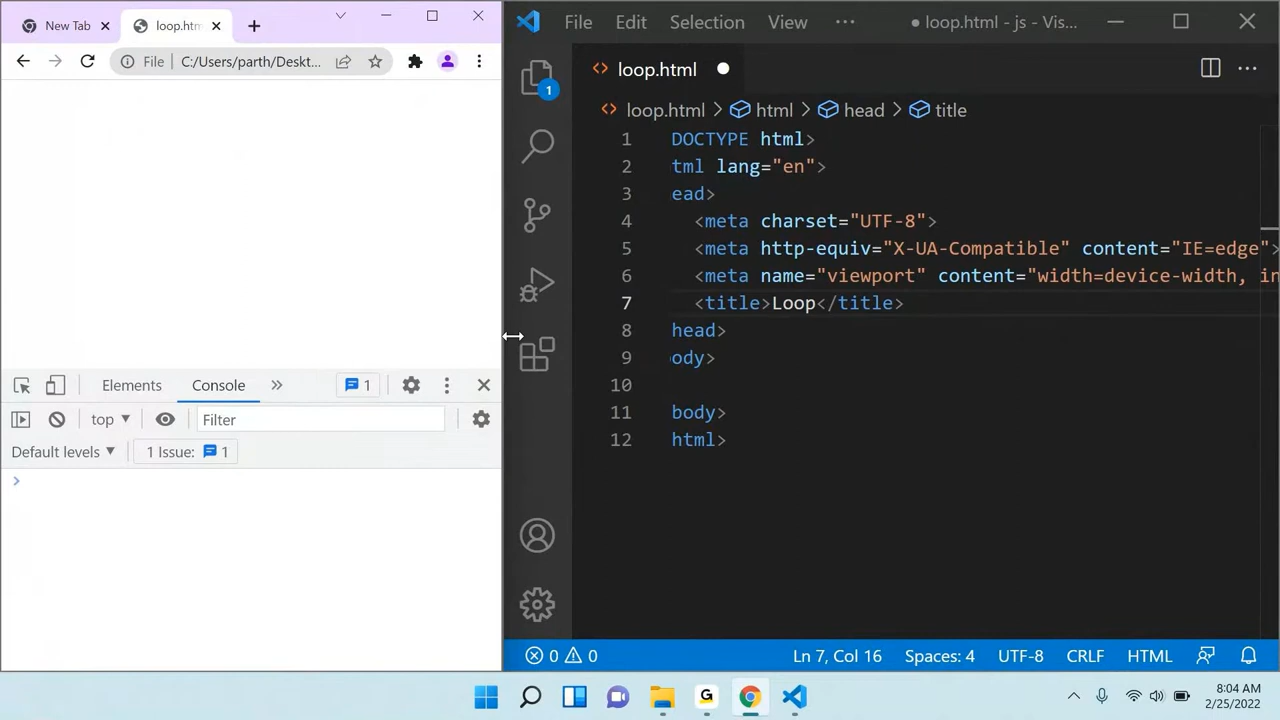 New Tab
loop.htm
File C:/Users/parth/Deskt...
Elements
Console
1
top
Filter
Default levels
1 Issue: 1
File Edit Selection View
loop.html - js - Vis...
1
loop.html
loop.html > html > head > title
1 DOCTYPE html>
2 tml lang="en">
3 ead>
4 <meta charset="UTF-8">
5 <meta http-equiv="X-UA-Compatible" content="IE=edge">
6 <meta name="viewport" content="width=device-width, in
7 <title>Loop</title>
8 head>
9 ody>
10
11 body>
12 html>
0 0
Ln 7, Col 16
Spaces: 4
UTF-8
CRLF
HTML
G
8:04 AM
2/25/2022